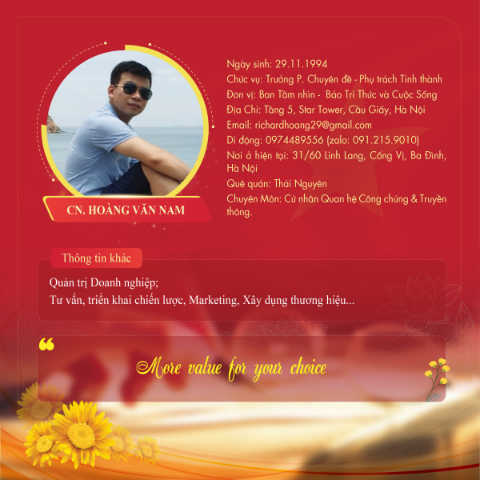 Ngày sinh: 29.11.1994
Chức vụ: Trưởng P. Chuyên đề - Phụ trách Tỉnh thành
Đơn vị: Ban Tầm nhìn - Báo Tri Thức và Cuộc Sống
Địa Chỉ: Tầng 5, Star Tower, Cầu Giấy, Hà Nội
Email: richardhoang29@gmail.com
Di động: 0974489556 (zalo: 091.215.9010)
Nơi ở hiện tại: 31/60 Linh Lang, Cống Vị, Ba Đình,
Hà Nội
Quê quán: Thái Nguyên
Chuyên Môn: Cử nhân Quan hệ Công chúng & Truyền
thông.
CN. HOÀNG VĂN NAM
Thông tin khác
Quản trị Doanh nghiệp;
Tư vấn, triển khai chiến lược, Marketing, Xây dựng thương hiệu...
❝
More value for your choice